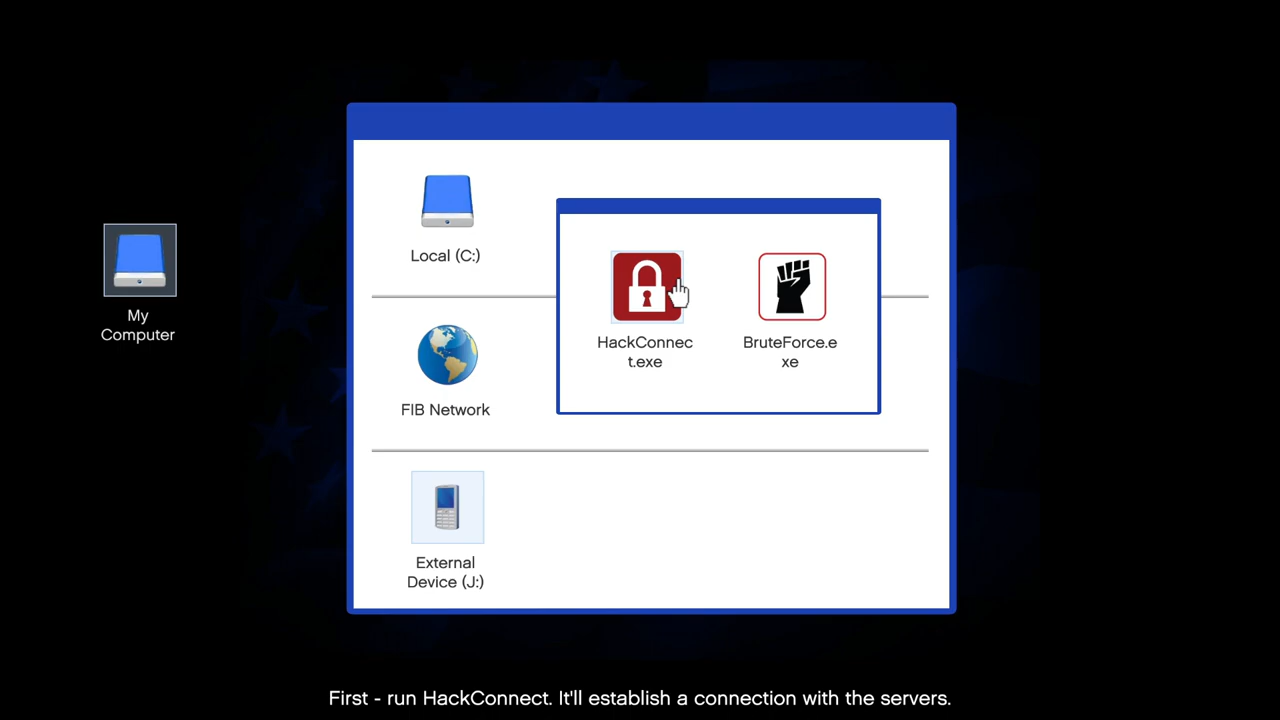 My
Computer
Local (C:)
HackConnec
t.exe
BruteForce.e
xe
FIB Network
External
Device (J:)
First - run HackConnect. It'll establish a connection with the servers.